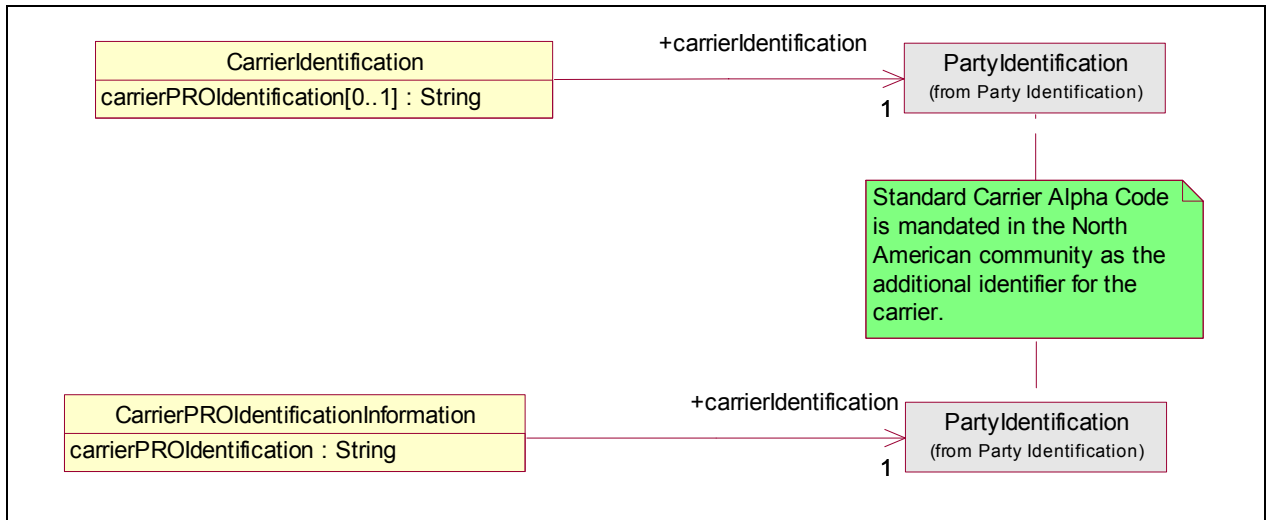 CarrierIdentification
carrierPROIdentification[0..1] : String
+carrierIdentification
1
PartyIdentification
(from Party Identification)
Standard Carrier Alpha Code
is mandated in the North
American community as the
additional identifier for the
carrier.
CarrierPROIdentificationInformation
carrierPROIdentification : String
+carrierIdentification
1
PartyIdentification
(from Party Identification)